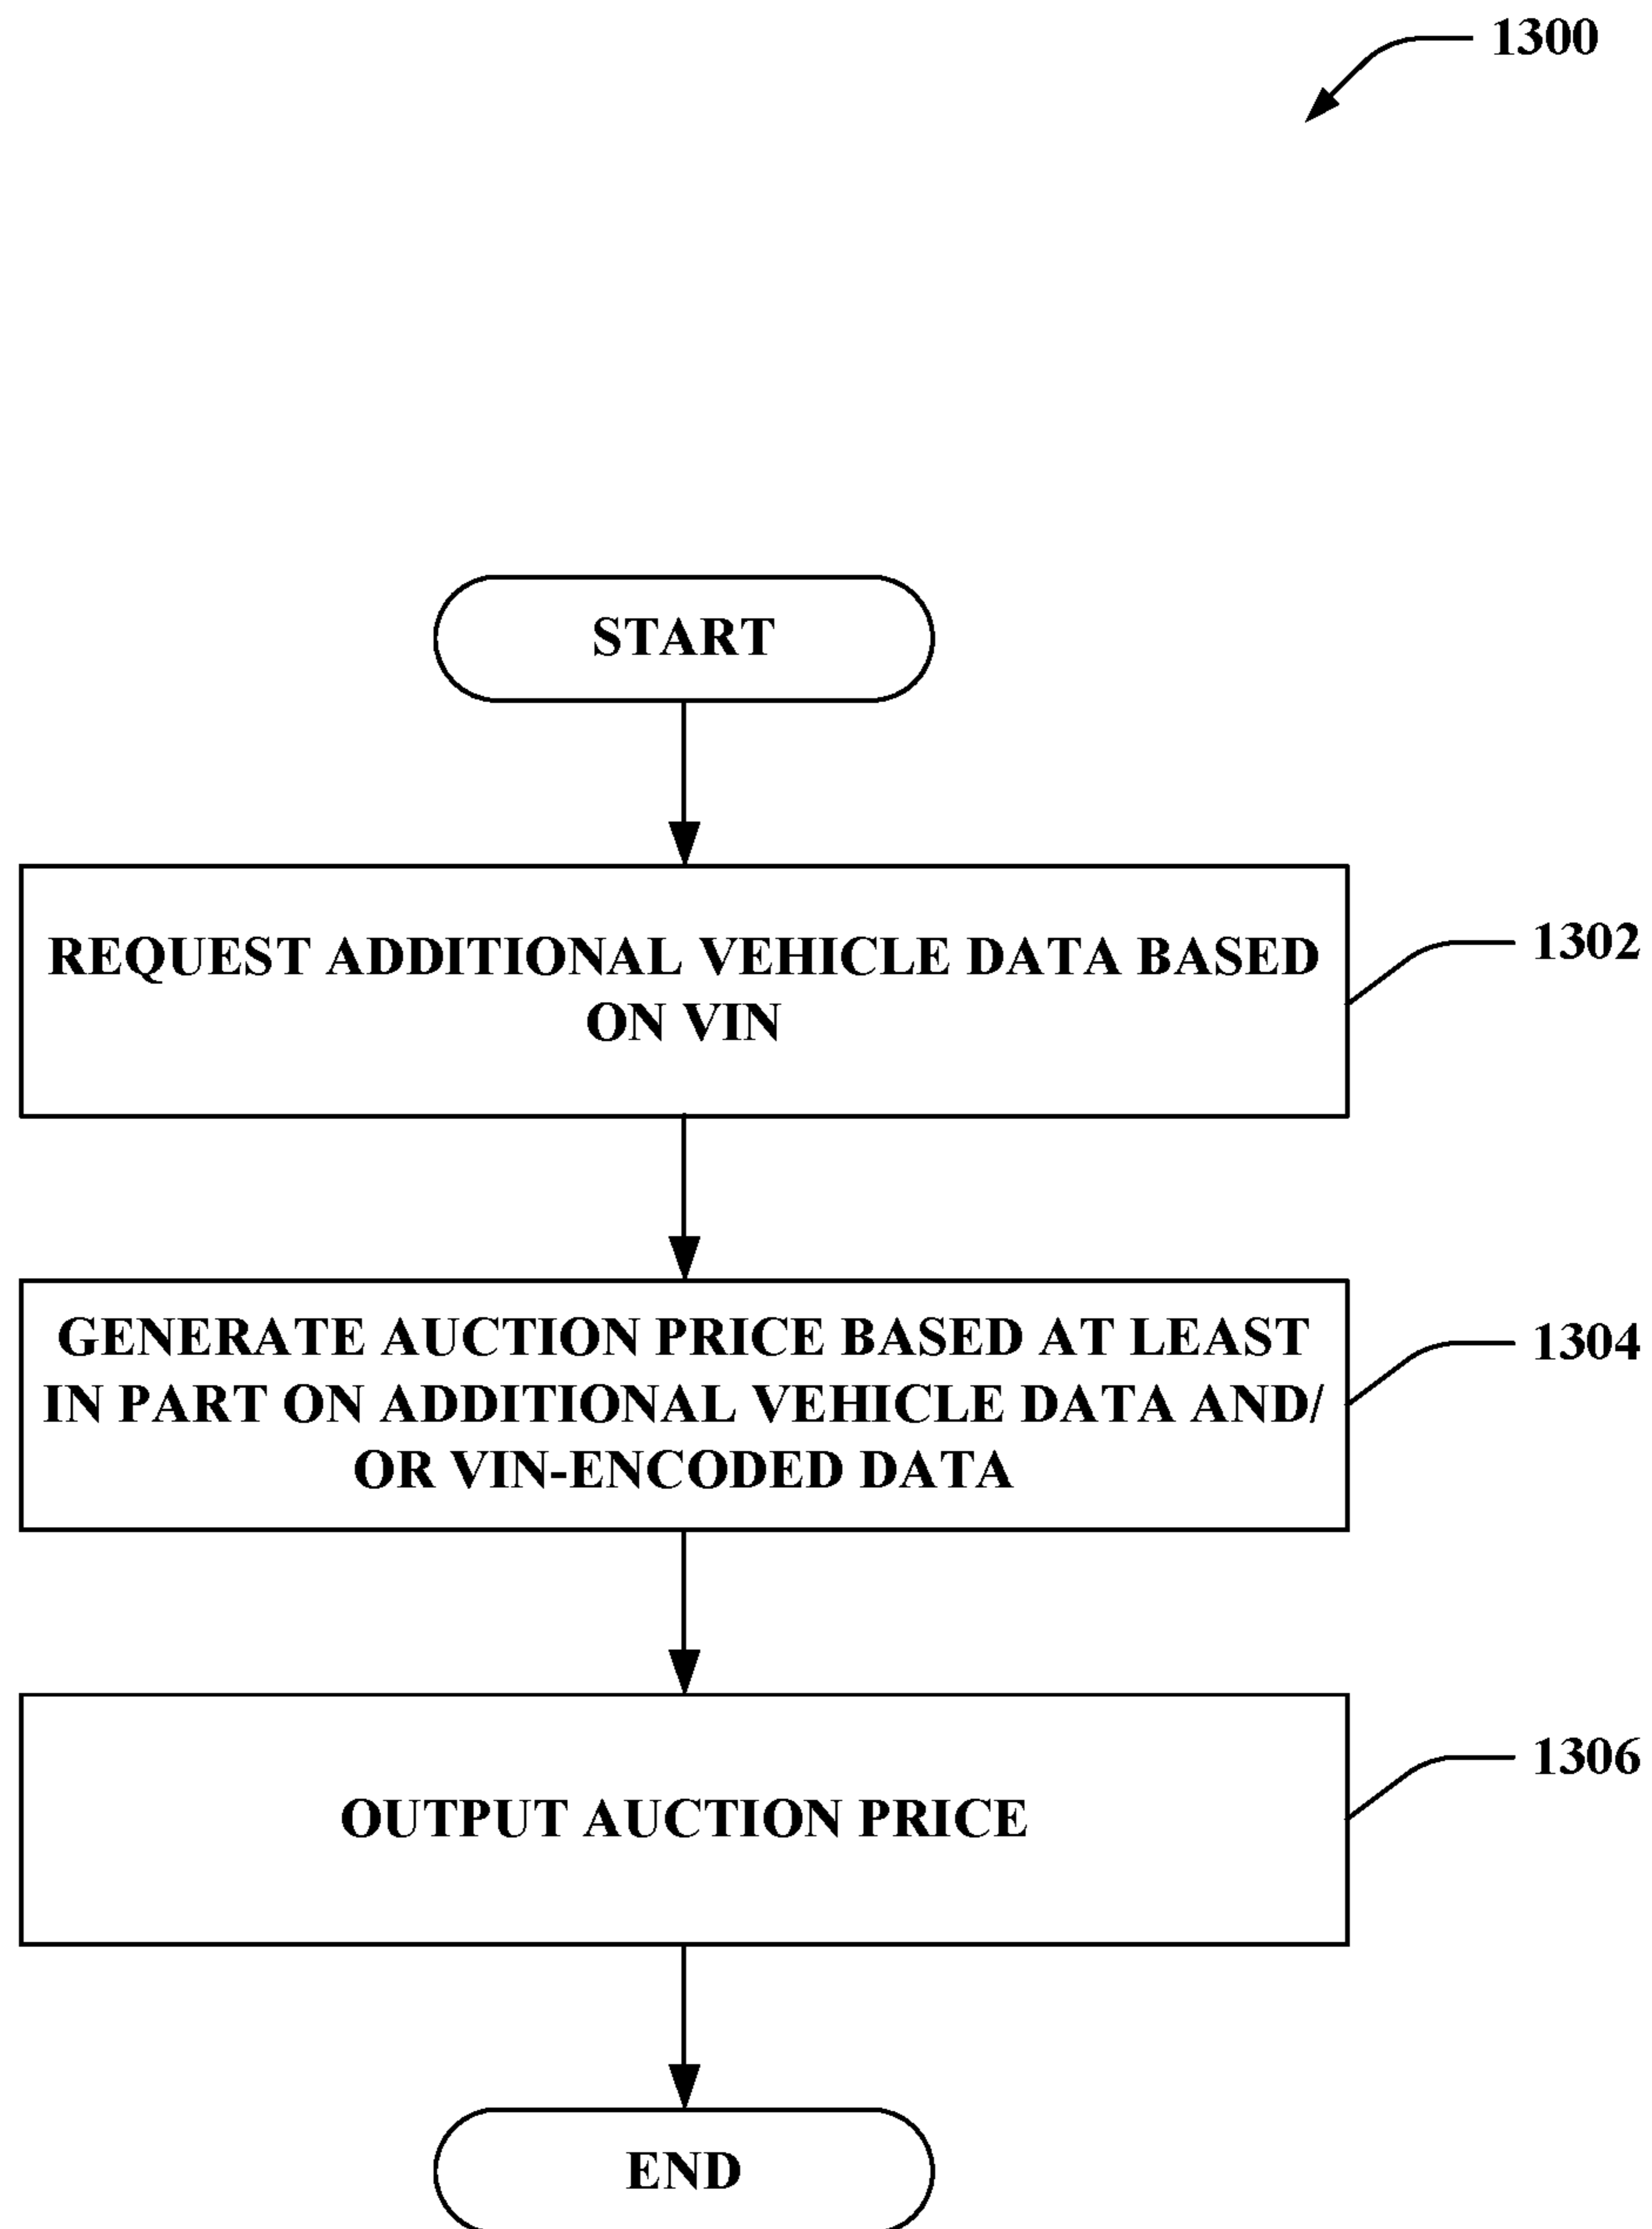 1300
START
REQUEST ADDITIONAL VEHICLE DATA BASED
ON VIN
1302
GENERATE AUCTION PRICE BASED AT LEAST
IN PART ON ADDITIONAL VEHICLE DATA AND/
OR VIN-ENCODED DATA
1304
OUTPUT AUCTION PRICE
1306
END